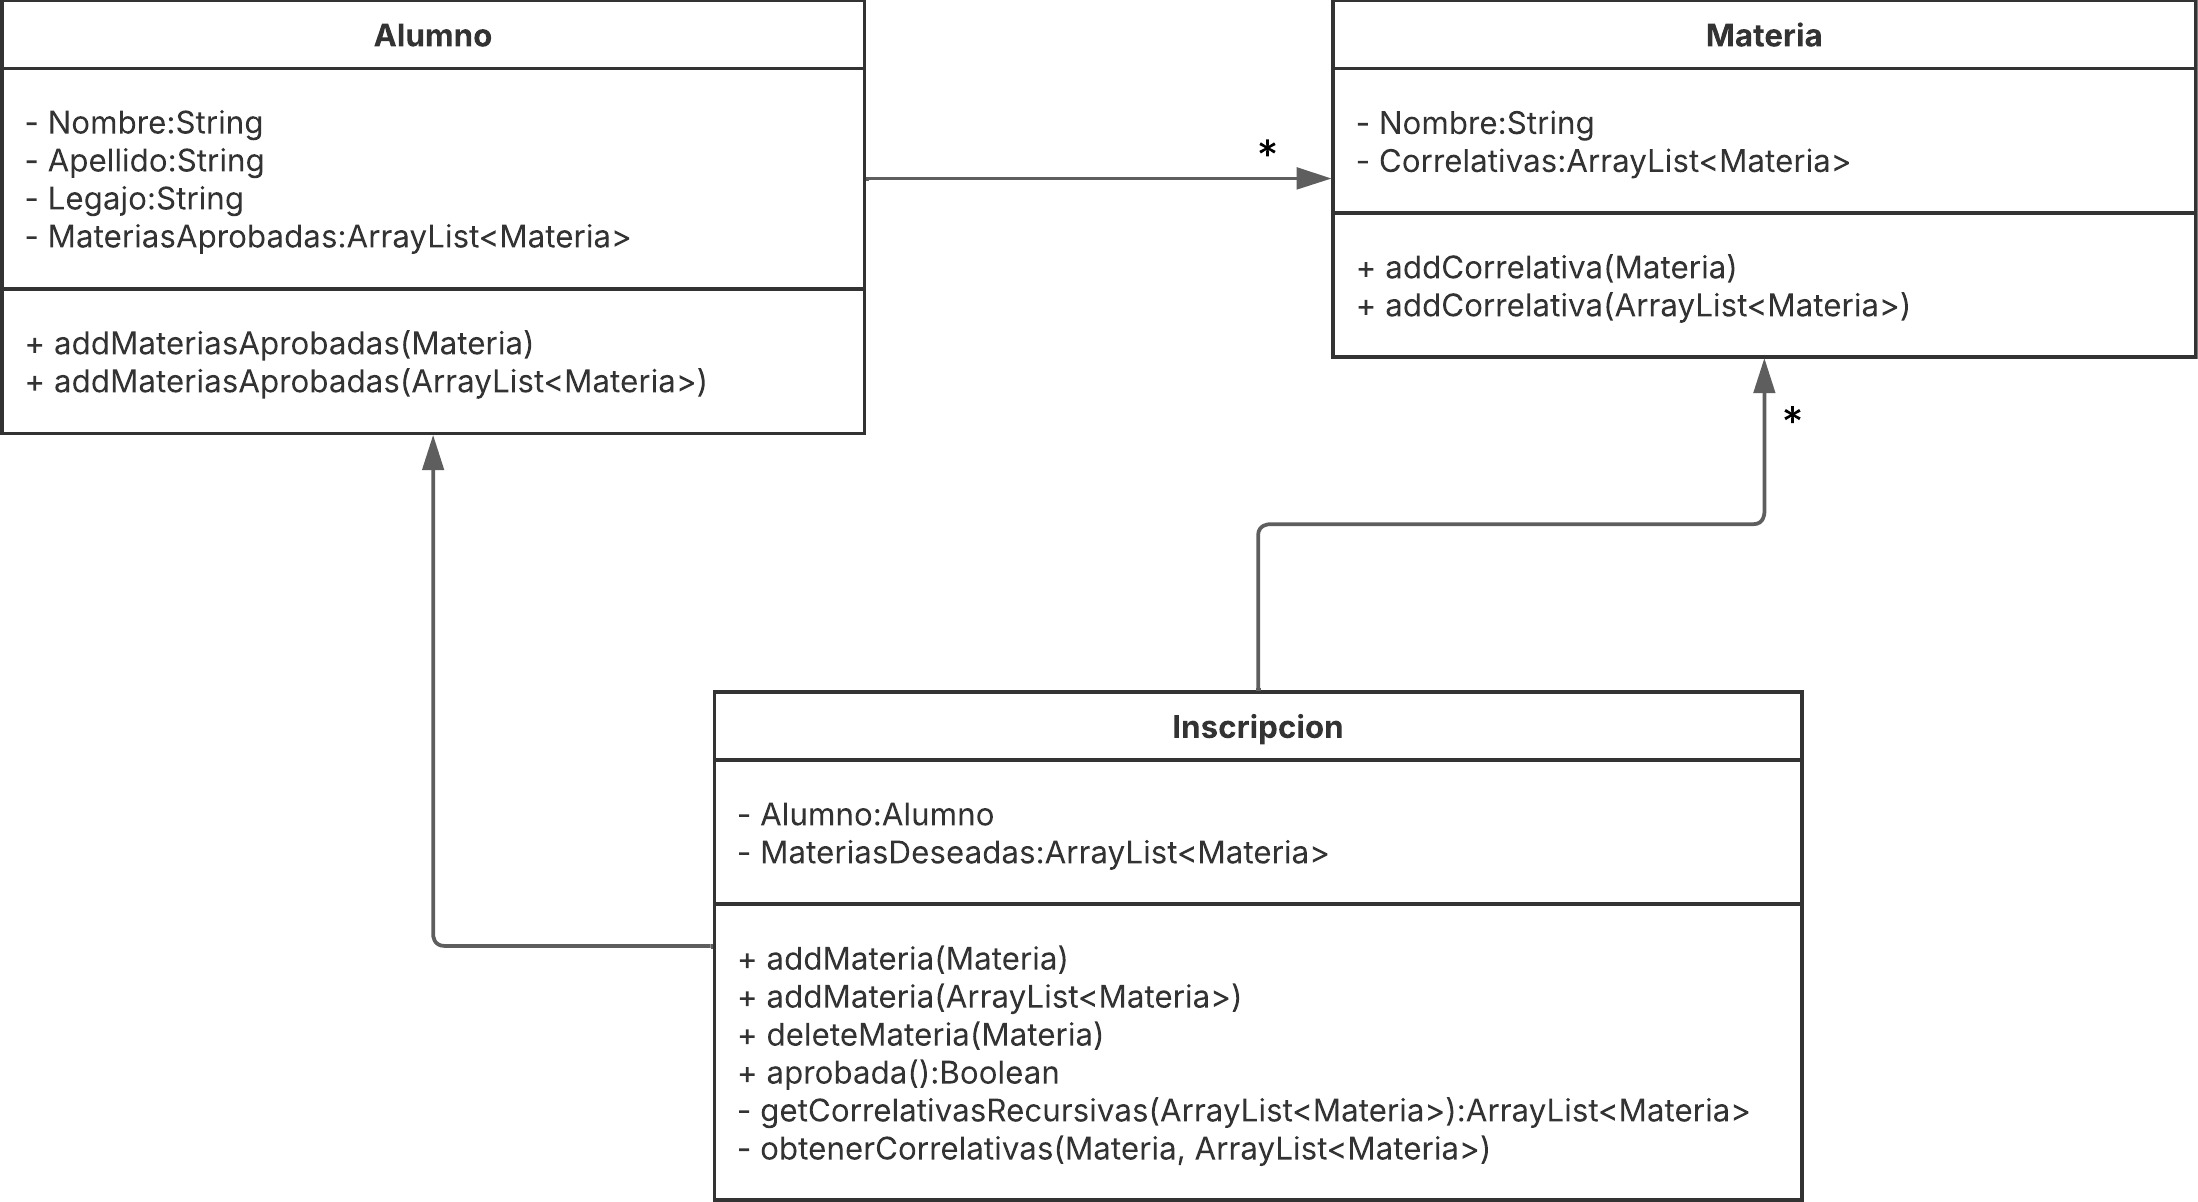 Alumno
- Nombre:String
- Apellido:String
- Legajo:String
- MateriasAprobadas:ArrayList<Materia>
+ addMateriasAprobadas(Materia)
+ addMateriasAprobadas(ArrayList<Materia>)
*
Materia
- Nombre:String
- Correlativas:ArrayList<Materia>
+ addCorrelativa(Materia)
+ addCorrelativa(ArrayList<Materia>)
*
Inscripcion
- Alumno:Alumno
- MateriasDeseadas:ArrayList<Materia>
+ addMateria(Materia)
+ addMateria(ArrayList<Materia>)
+ deleteMateria(Materia)
+ aprobada():Boolean
- getCorrelativasRecursivas(ArrayList<Materia>):ArrayList<Materia>
- obtenerCorrelativas(Materia, ArrayList<Materia>)